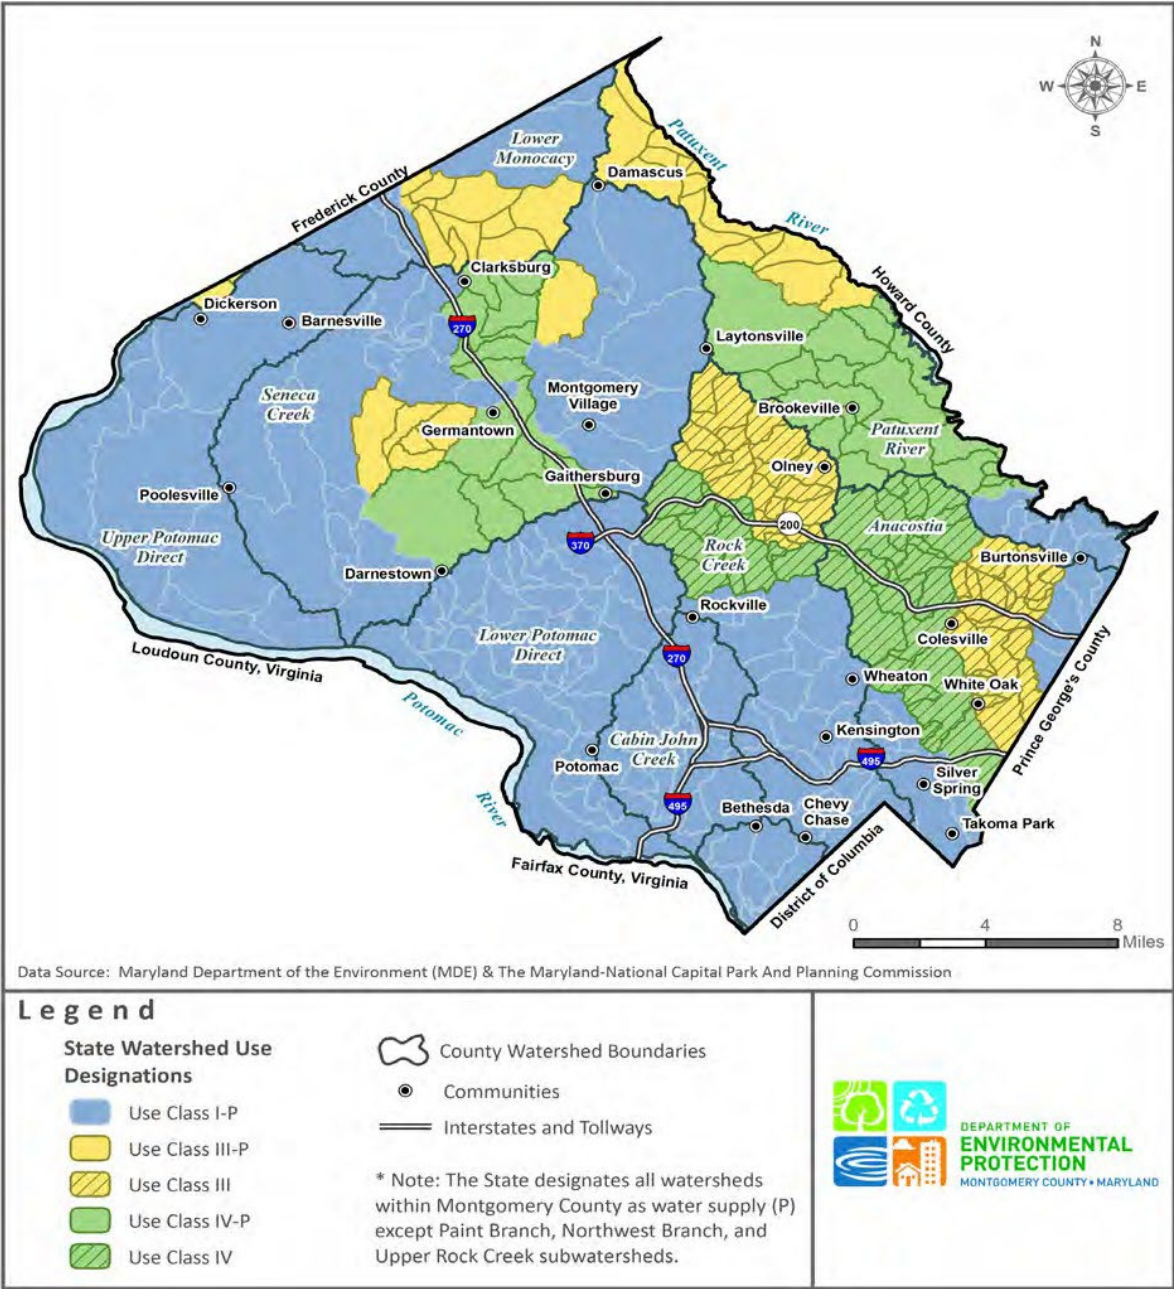 N
W
E
S
Patuxent
Lower
Monocacy
Damascus
Frederick County
River
Clarksburg
Howard County
Dickerson
Barnesville
270
Laytonsville
Seneca
Creek
Montgomery
Village
Brookeville
Germantown
Patuxent
River
Olney
Gaithersburg
Poolesville
200
Anacostia
Upper Potomac
Direct
370
Rock
Creek
Burtonsville
Darnestown
Rockville
Lower Potomac
Direct
Colesville
Loudoun County, Virginia
270
Wheaton
White Oak
Prince George's County
Potomac
Kensington
Cabin John
Creek
495
Potomac
Silver
Spring
River
495
Bethesda
Chevy
Chase
Takoma Park
Fairfax County, Virginia
District of Columbia
0
4
8
Miles
Data Source: Maryland Department of the Environment (MDE) & The Maryland-National Capital Park And Planning Commission
Legend
State Watershed Use
Designations
Use Class I-P
Use Class III-P
Use Class III
Use Class IV-P
Use Class IV
County Watershed Boundaries
Communities
Interstates and Tollways
* Note: The State designates all watersheds
within Montgomery County as water supply (P)
except Paint Branch, Northwest Branch, and
Upper Rock Creek subwatersheds.
DEPARTMENT OF
ENVIRONMENTAL
PROTECTION
MONTGOMERY COUNTY • MARYLAND